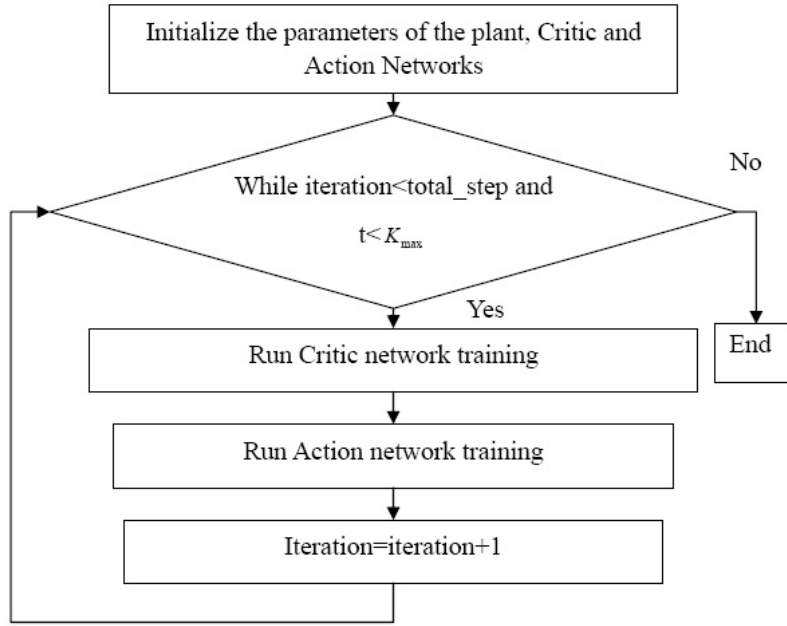 Initialize the parameters of the plant, Critic and
Action Networks
While iteration<total_step and
t<K_max
No
Yes
End
Run Critic network training
Run Action network training
Iteration=iteration+1